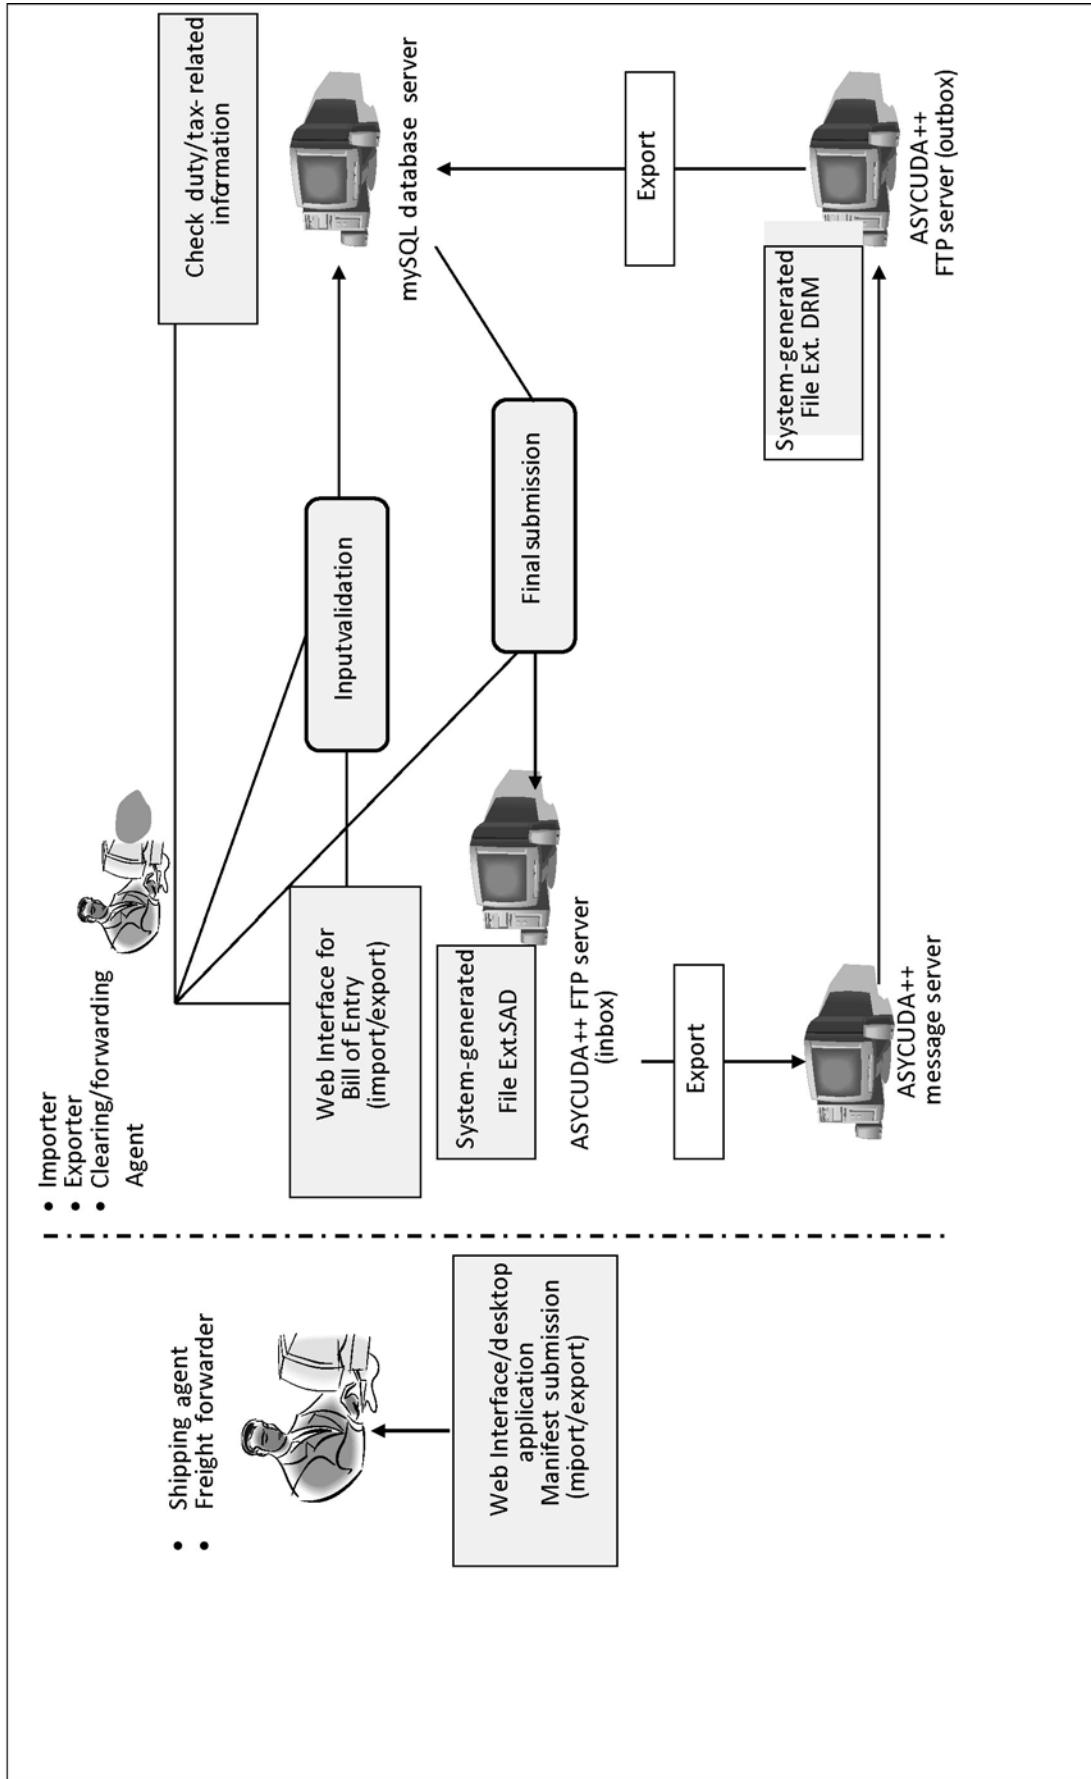 • Shipping agent
• Freight forwarder
Web Interface/desktop
application
Manifest submission
(mport/export)
• Importer
• Exporter
• Clearing/forwarding
Agent
Check duty/tax-related
information
Web Interface for
Bill of Entry
(import/export)
Inputvalidation
mySQL database server
System-generated
File Ext.SAD
Final submission
ASYCUDA++ FTP server
(inbox)
Export
Export
System-generated
File Ext. DRM
ASYCUDA++
message server
ASYCUDA++
FTP server (outbox)